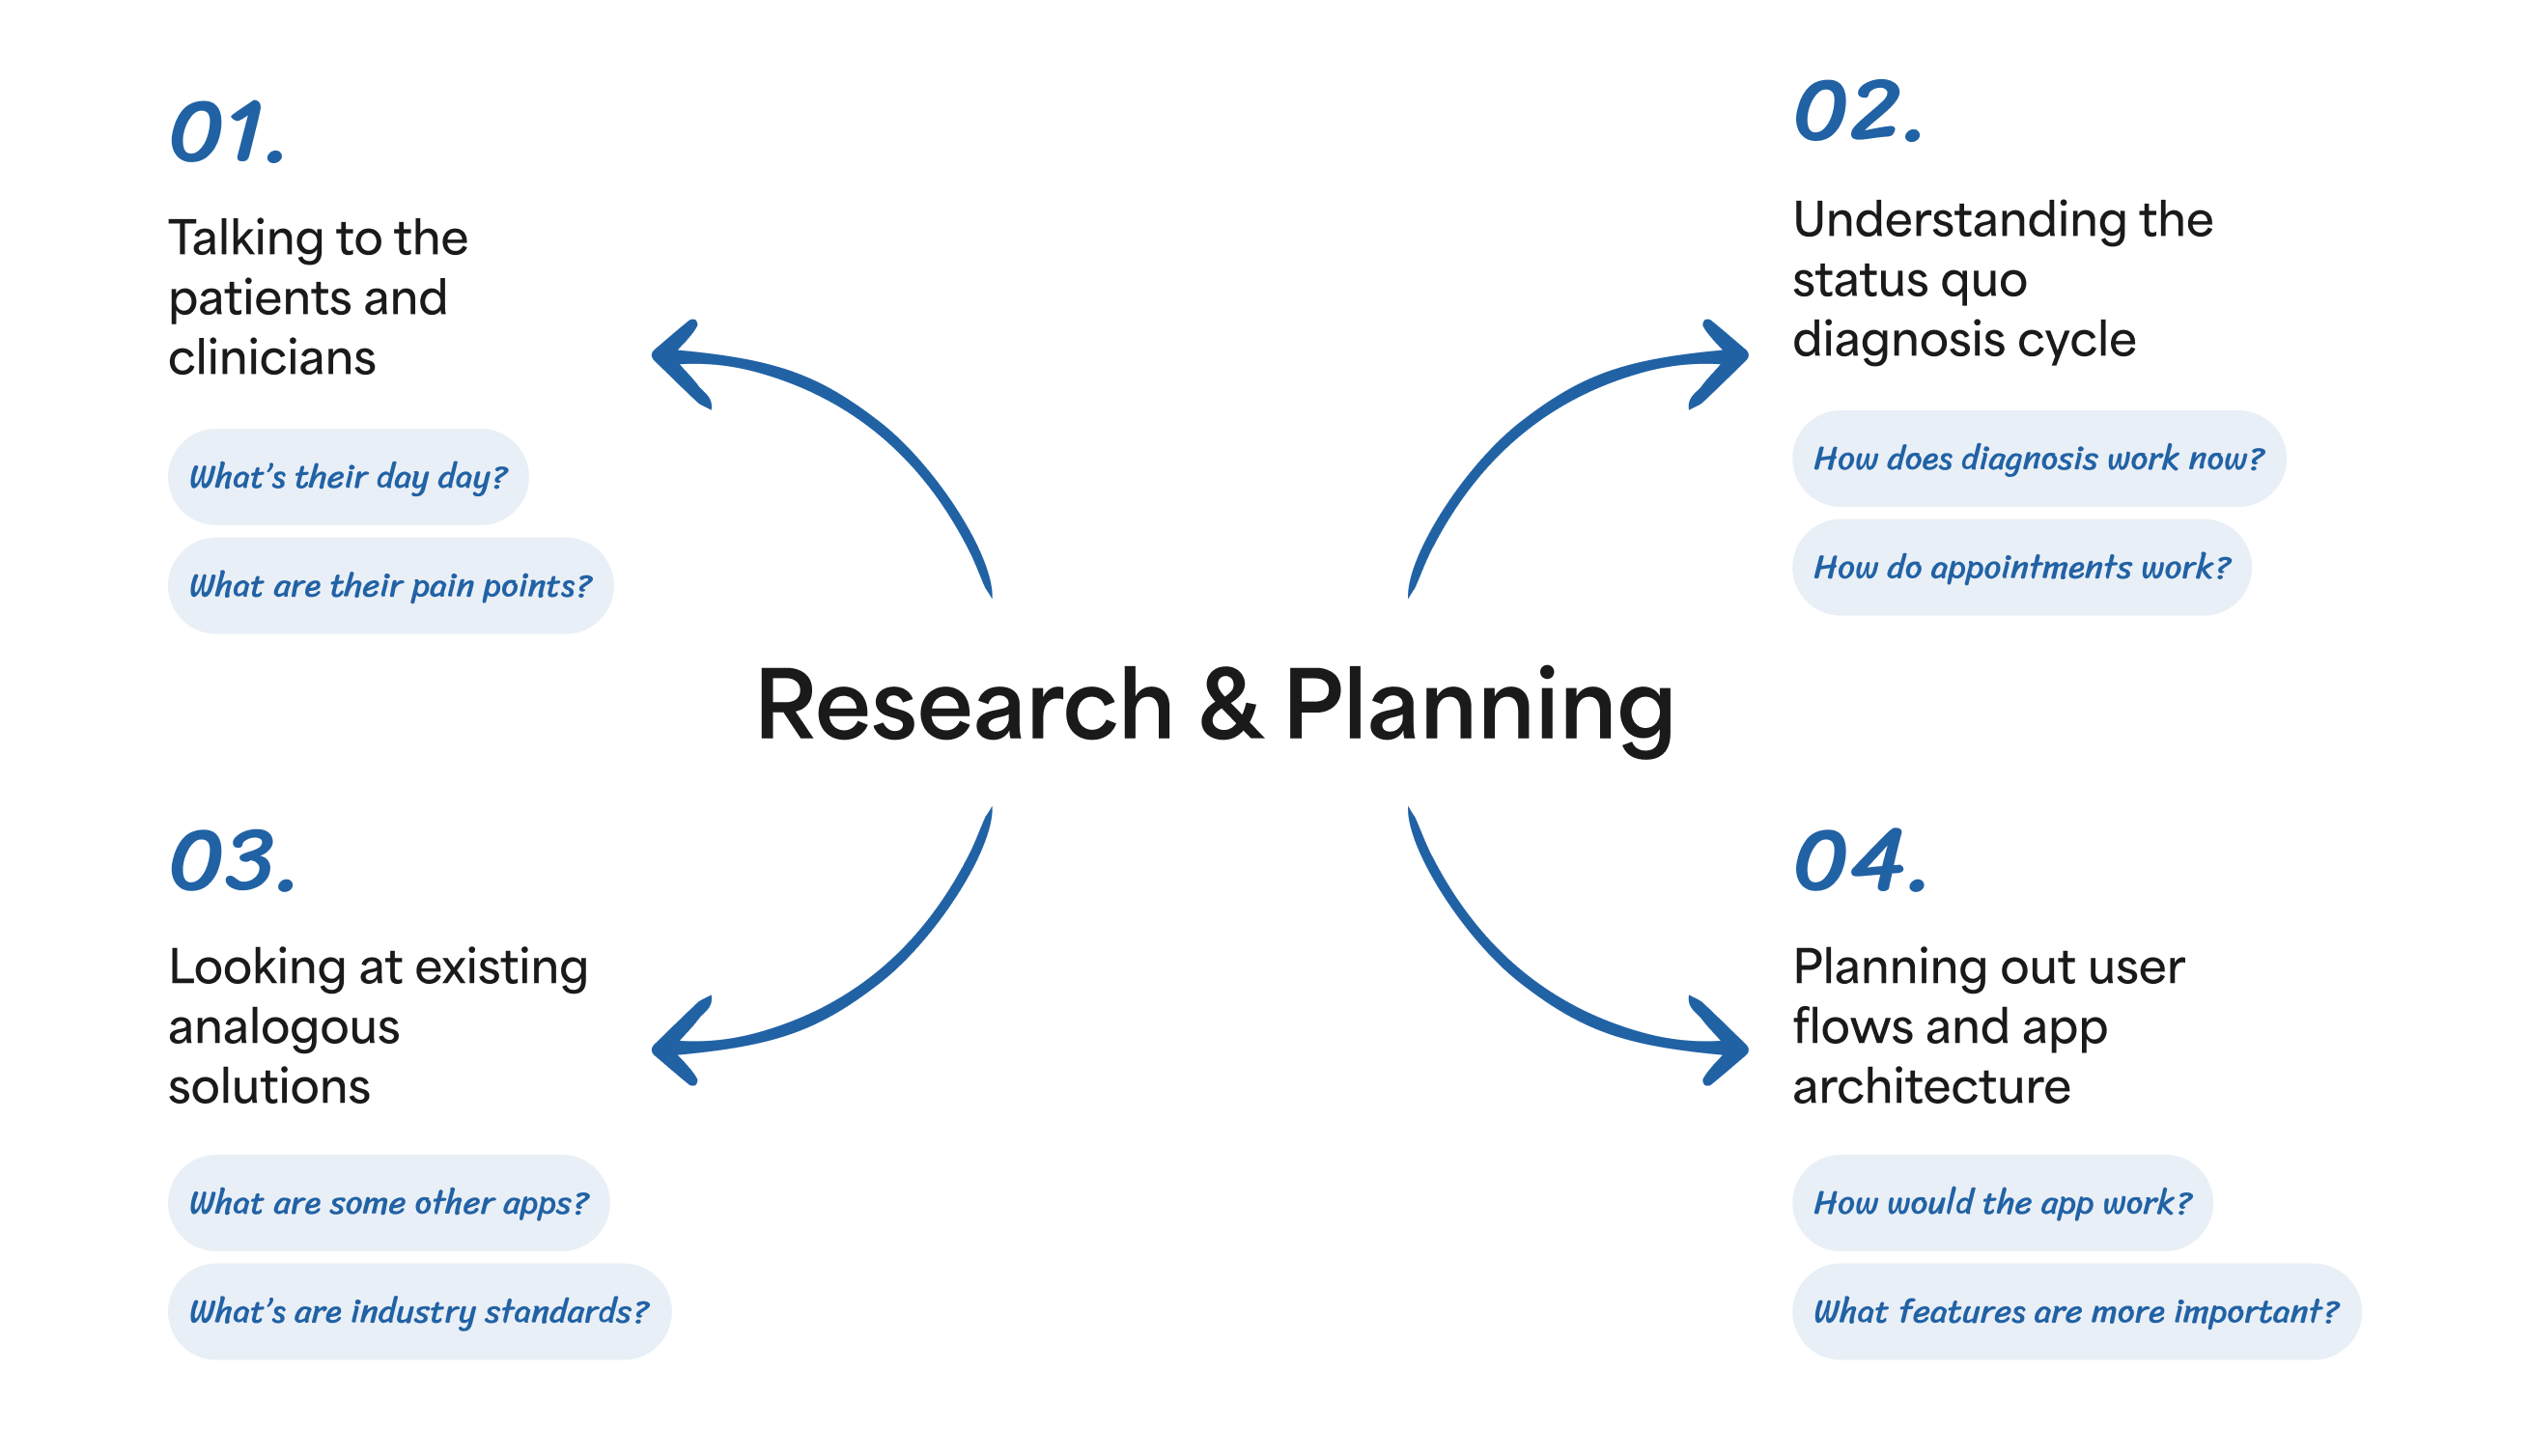 01.
Talking to the
patients and
clinicians
What's their day day?
What are their pain points?
02.
Understanding the
status quo
diagnosis cycle
How does diagnosis work now?
How do appointments work?
Research & Planning
03.
Looking at existing
analogous
solutions
What are some other apps?
What's are industry standards?
04.
Planning out user
flows and app
architecture
How would the app work?
What features are more important?